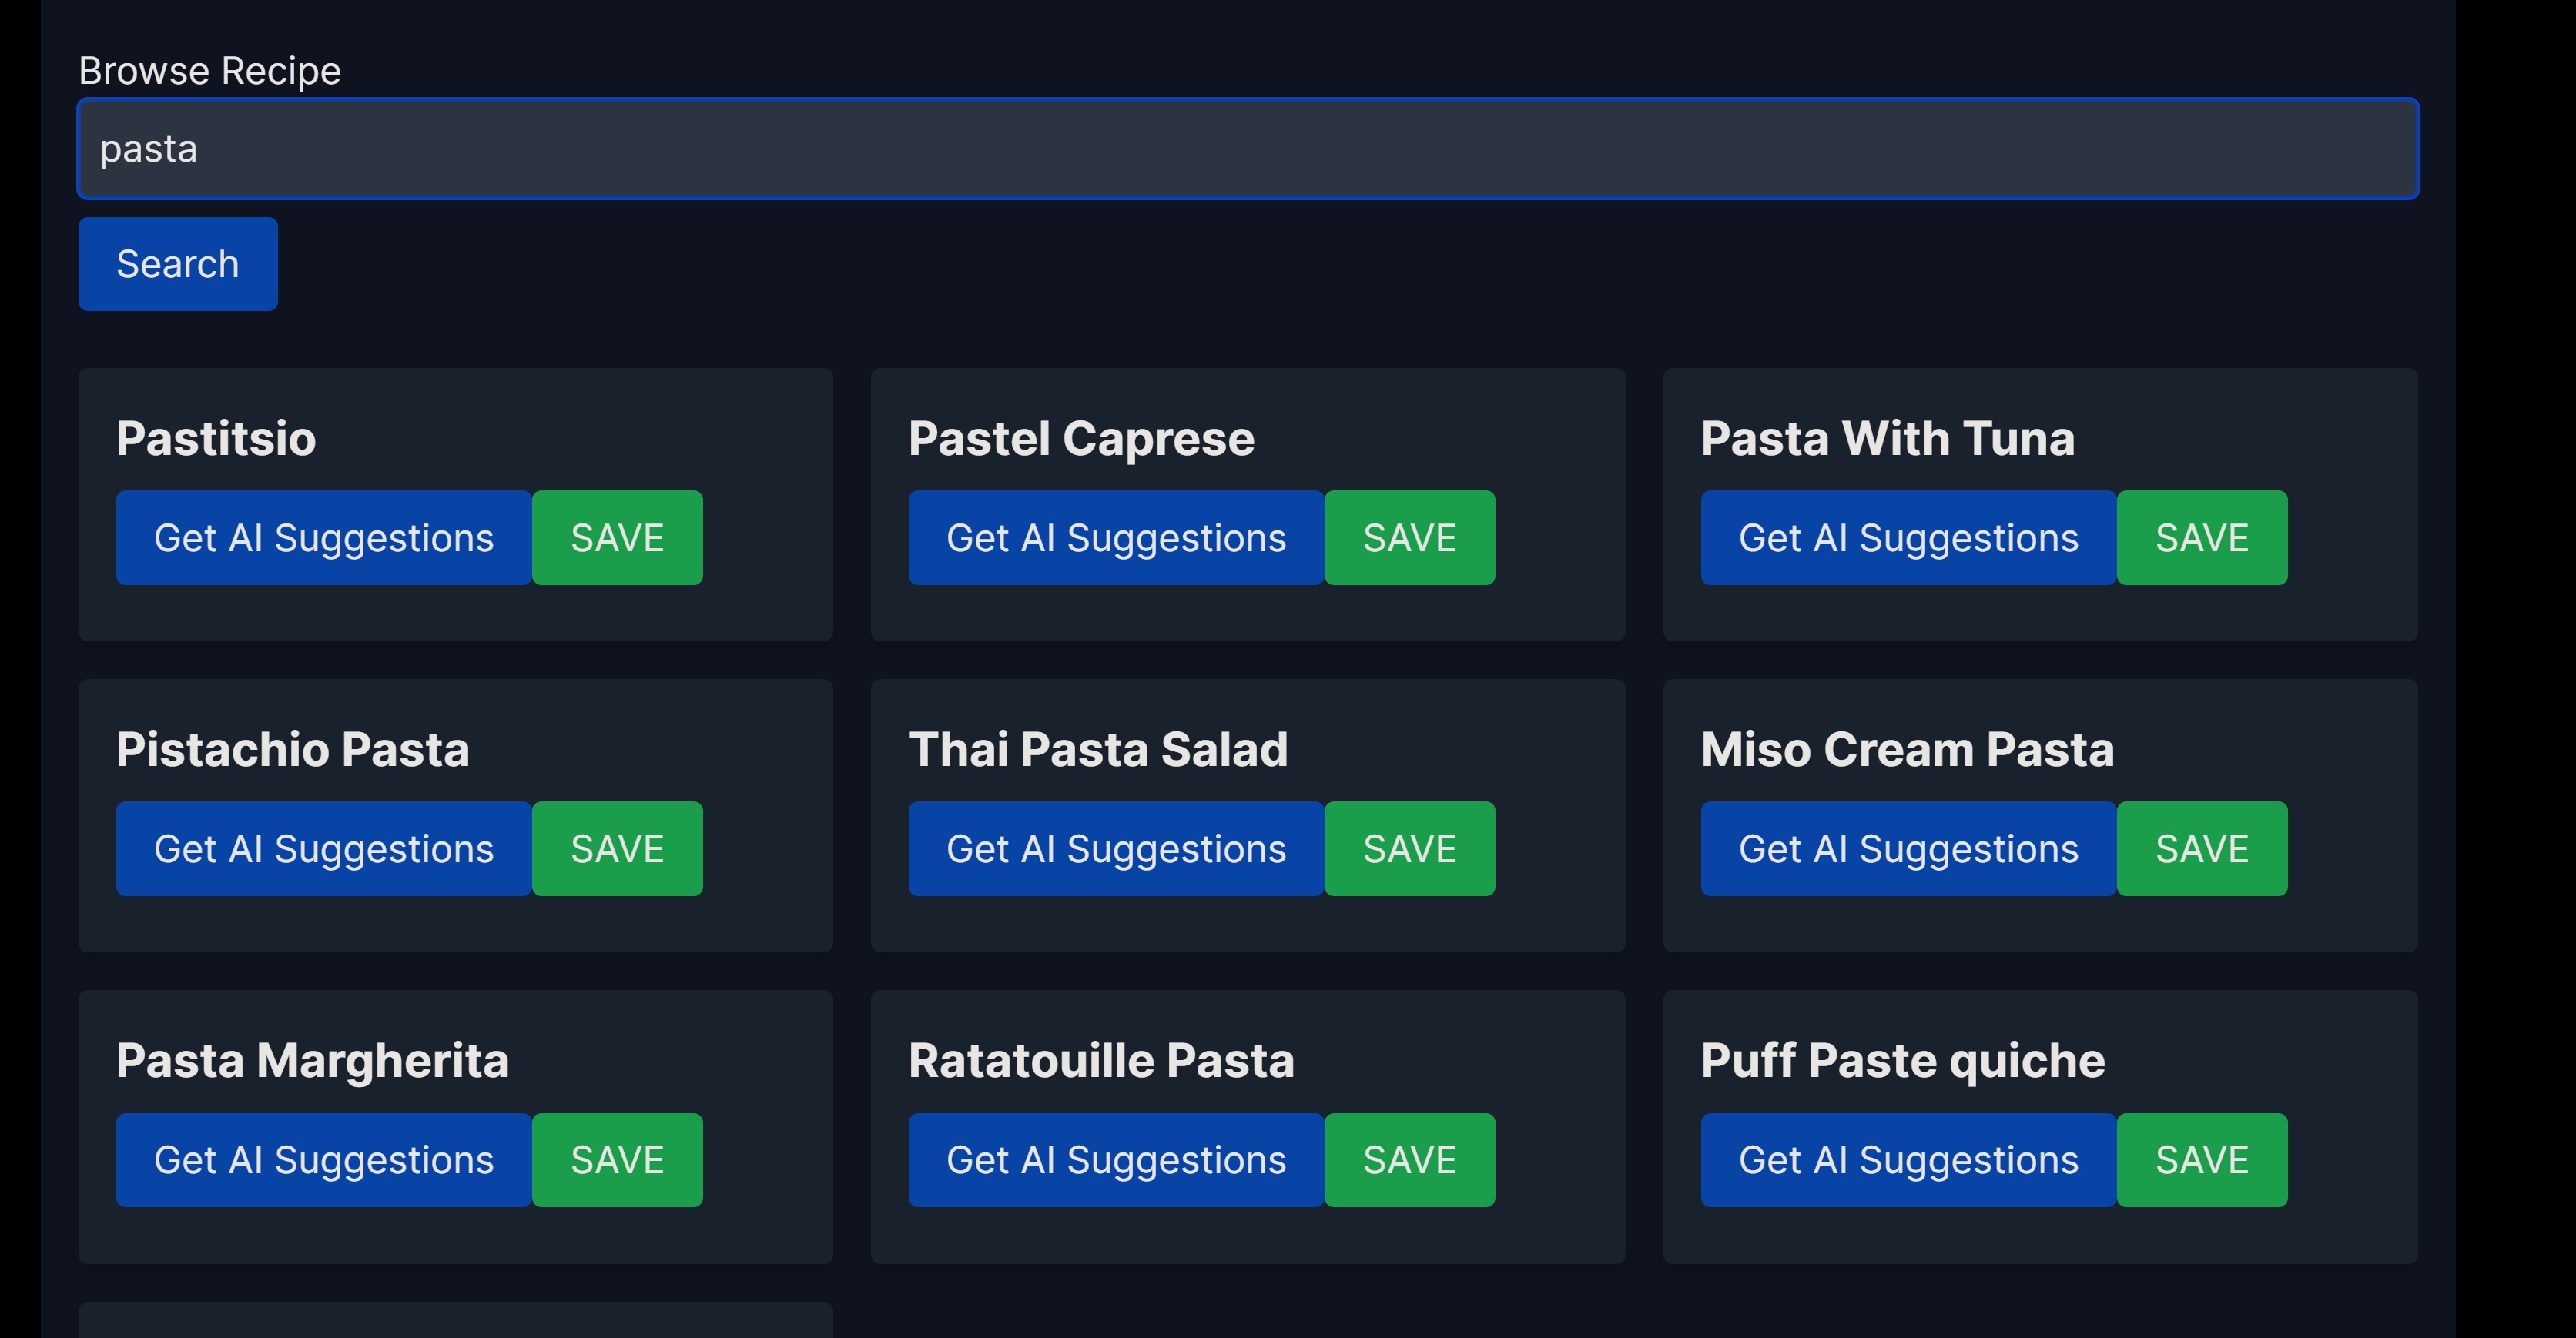 Browse Recipe
pasta
Search
Pastitsio
Get AI Suggestions SAVE
Pastel Caprese
Get AI Suggestions SAVE
Pasta With Tuna
Get AI Suggestions SAVE
Pistachio Pasta
Get AI Suggestions SAVE
Thai Pasta Salad
Get AI Suggestions SAVE
Miso Cream Pasta
Get AI Suggestions SAVE
Pasta Margherita
Get AI Suggestions SAVE
Ratatouille Pasta
Get AI Suggestions SAVE
Puff Paste quiche
Get AI Suggestions SAVE